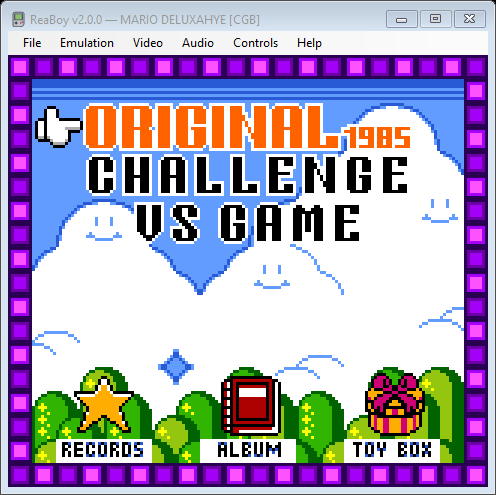 ReaBoy v2.0.0 — MARIO DELUXAHYE [CGB]
File Emulation Video Audio Controls Help
ORIGINAL 1985
CHALLENGE
VS GAME
RECORDS ALBUM TOY BOX